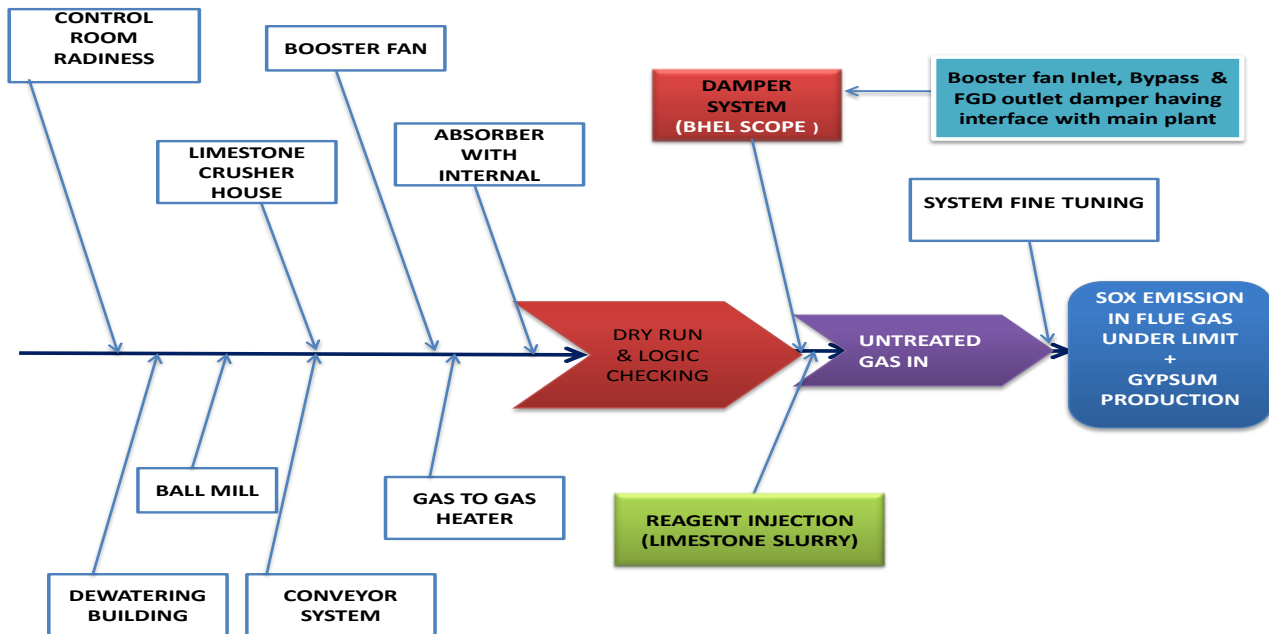 CONTROL
ROOM
RADINESS
BOOSTER FAN
LIMESTONE
CRUSHER
HOUSE
ABSORBER
WITH
INTERNAL
DAMPER
SYSTEM
(BHEL SCOPE )
Booster fan Inlet, Bypass &
FGD outlet damper having
interface with main plant
SYSTEM FINE TUNING
DRY RUN
& LOGIC
CHECKING
UNTREATED
GAS IN
SOX EMISSION
IN FLUE GAS
UNDER LIMIT
+
GYPSUM
PRODUCTION
BALL MILL
GAS TO GAS
HEATER
REAGENT INJECTION
(LIMESTONE SLURRY)
DEWATERING
BUILDING
CONVEYOR
SYSTEM